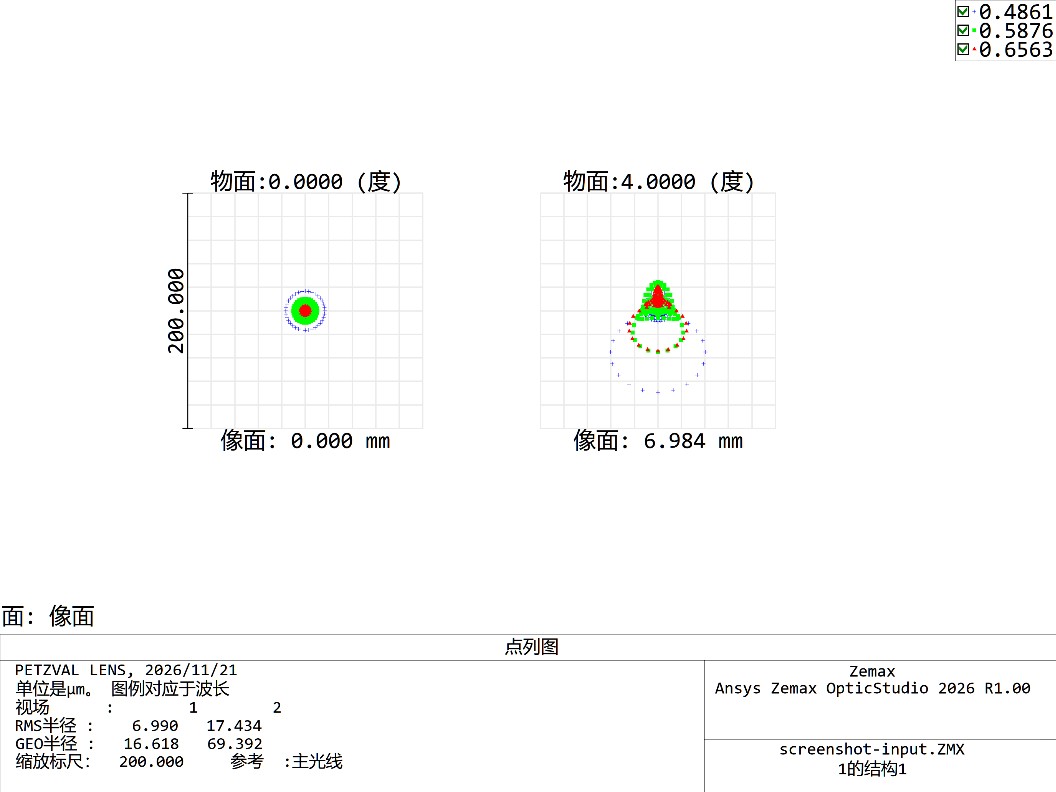 0.4861
0.5876
0.6563
物面:0.0000 (度)
物面:4.0000 (度)
200.000
像面: 0.000 mm
像面: 6.984 mm
面: 像面
点列图
PETZVAL LENS, 2026/11/21
单位是µm。 图例对应于波长
视场 : 1 2
RMS半径 : 6.990 17.434
GEO半径 : 16.618 69.392
缩放标尺: 200.000 参考 :主光线
Zemax
Ansys Zemax OpticStudio 2026 R1.00
screenshot-input.ZMX
1的结构1